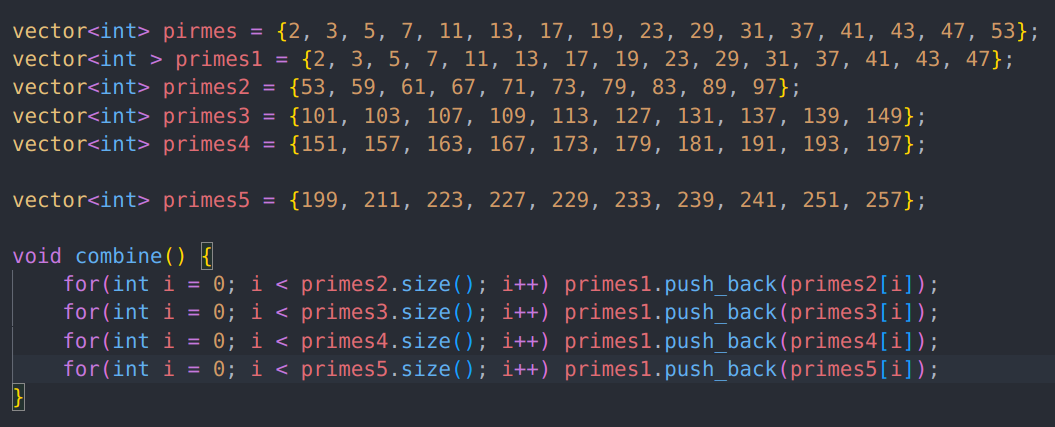 vector<int> pirmes = {2, 3, 5, 7, 11, 13, 17, 19, 23, 29, 31, 37, 41, 43, 47, 53};
vector<int > primes1 = {2, 3, 5, 7, 11, 13, 17, 19, 23, 29, 31, 37, 41, 43, 47};
vector<int> primes2 = {53, 59, 61, 67, 71, 73, 79, 83, 89, 97};
vector<int> primes3 = {101, 103, 107, 109, 113, 127, 131, 137, 139, 149};
vector<int> primes4 = {151, 157, 163, 167, 173, 179, 181, 191, 193, 197};
vector<int> primes5 = {199, 211, 223, 227, 229, 233, 239, 241, 251, 257};
void combine() {
    for(int i = 0; i < primes2.size(); i++) primes1.push_back(primes2[i]);
    for(int i = 0; i < primes3.size(); i++) primes1.push_back(primes3[i]);
    for(int i = 0; i < primes4.size(); i++) primes1.push_back(primes4[i]);
    for(int i = 0; i < primes5.size(); i++) primes1.push_back(primes5[i]);
}